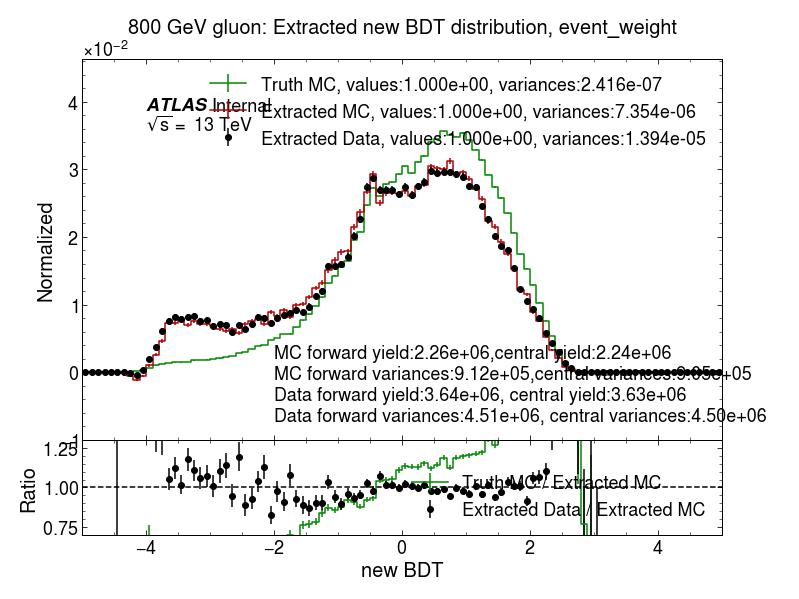 800 GeV gluon: Extracted new BDT distribution, event_weight
×10⁻²
Truth MC, values:1.000e+00, variances:2.416e-07
ATLAS Internal
Extracted MC, values:1.000e+00, variances:7.354e-06
√s = 13 TeV
Extracted Data, values:1.000e+00, variances:1.394e-05
4
3
2
1
0
−1
Normalized
MC forward yield:2.26e+06,central yield:2.24e+06
MC forward variances:9.12e+05,central variances:9.05e+05
Data forward yield:3.64e+06, central yield:3.63e+06
Data forward variances:4.51e+06, central variances:4.50e+06
1.25
1.00
0.75
Ratio
Truth MC / Extracted MC
Extracted Data / Extracted MC
−4 −2 0 2 4
new BDT